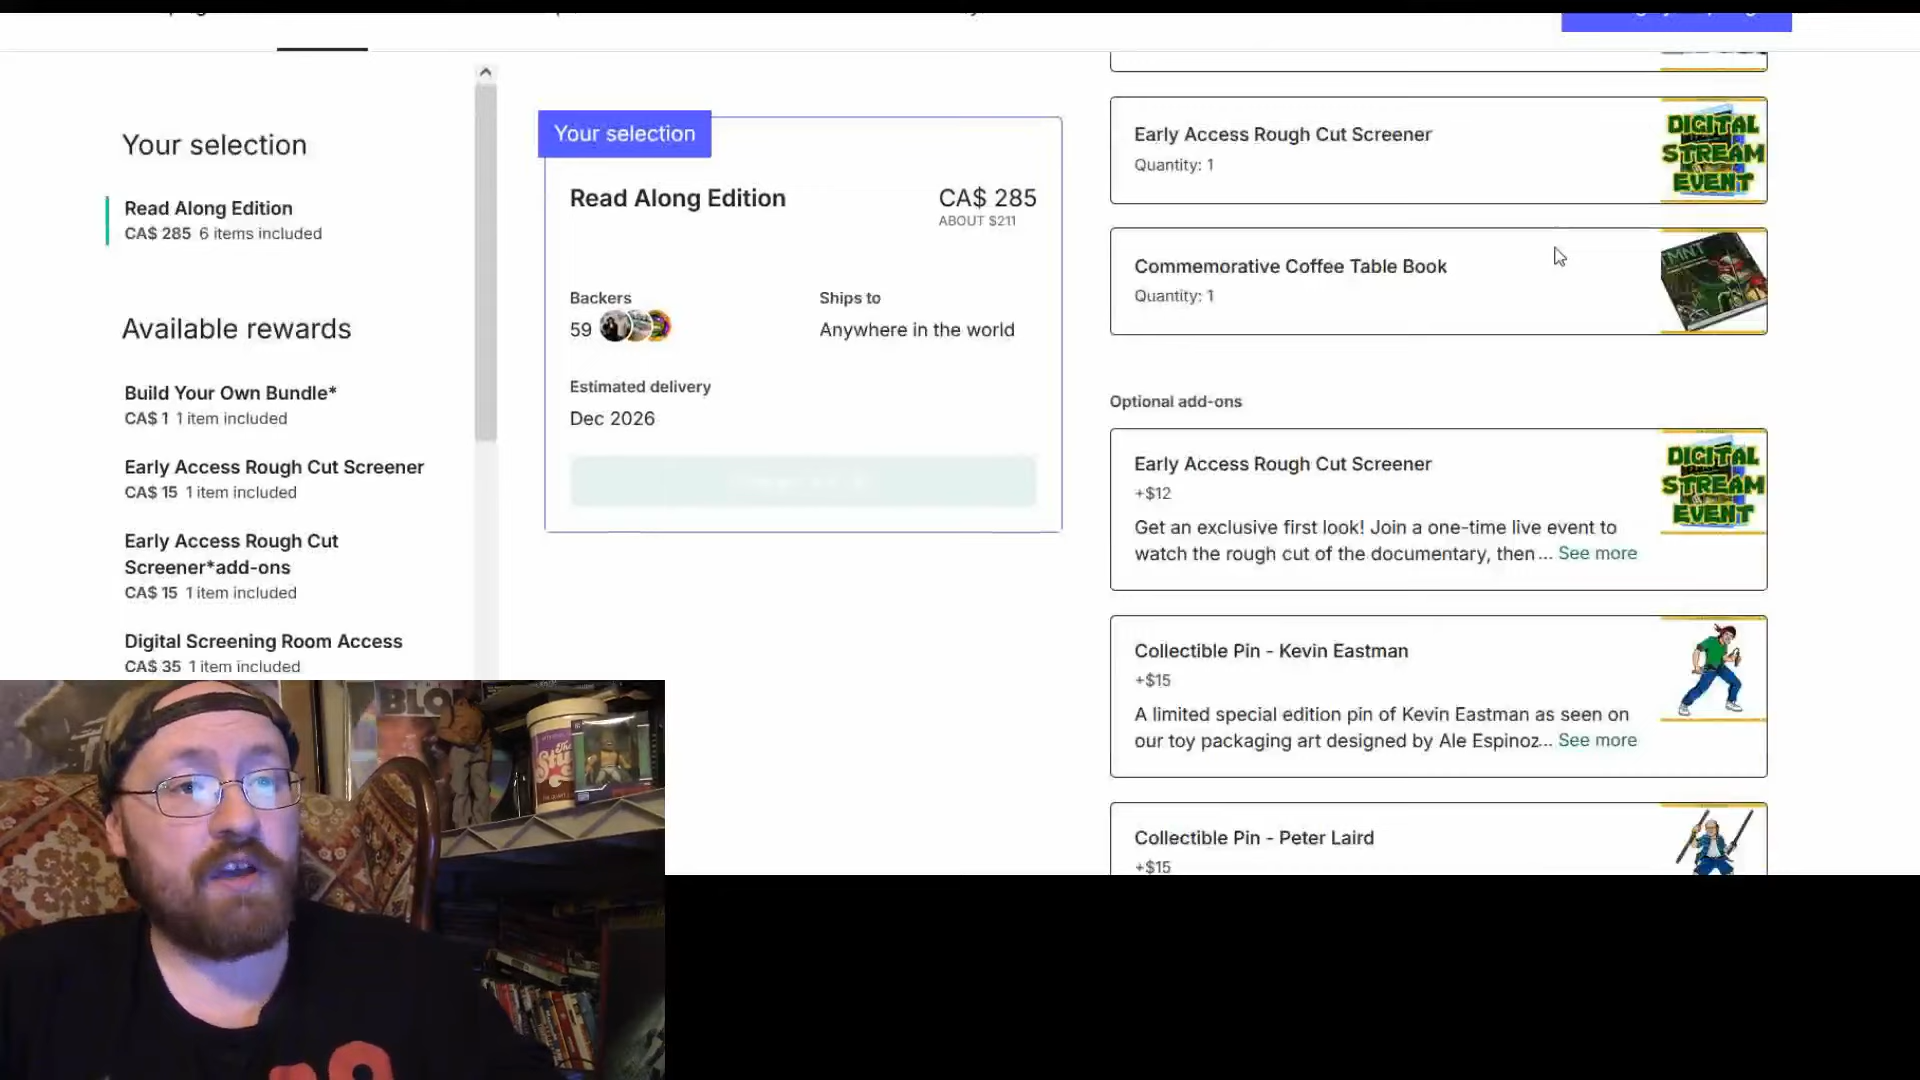 Your selection
Read Along Edition
CA$ 285 6 items included
Available rewards
Build Your Own Bundle*
CA$ 1 1 item included
Early Access Rough Cut Screener
CA$ 15 1 item included
Early Access Rough Cut
Screener*add-ons
CA$ 15 1 item included
Digital Screening Room Access
CA$ 35 1 item included
Your selection
Read Along Edition
CA$ 285
ABOUT $211
Backers
59
Ships to
Anywhere in the world
Estimated delivery
Dec 2026
Early Access Rough Cut Screener
Quantity: 1
DIGITAL
STREAM
EVENT
Commemorative Coffee Table Book
Quantity: 1
TMNT
Optional add-ons
Early Access Rough Cut Screener
+$12
Get an exclusive first look! Join a one-time live event to
watch the rough cut of the documentary, then ... See more
DIGITAL
STREAM
EVENT
Collectible Pin - Kevin Eastman
+$15
A limited special edition pin of Kevin Eastman as seen on
our toy packaging art designed by Ale Espinoz... See more
Collectible Pin - Peter Laird
+$15
BLO
The
Stu